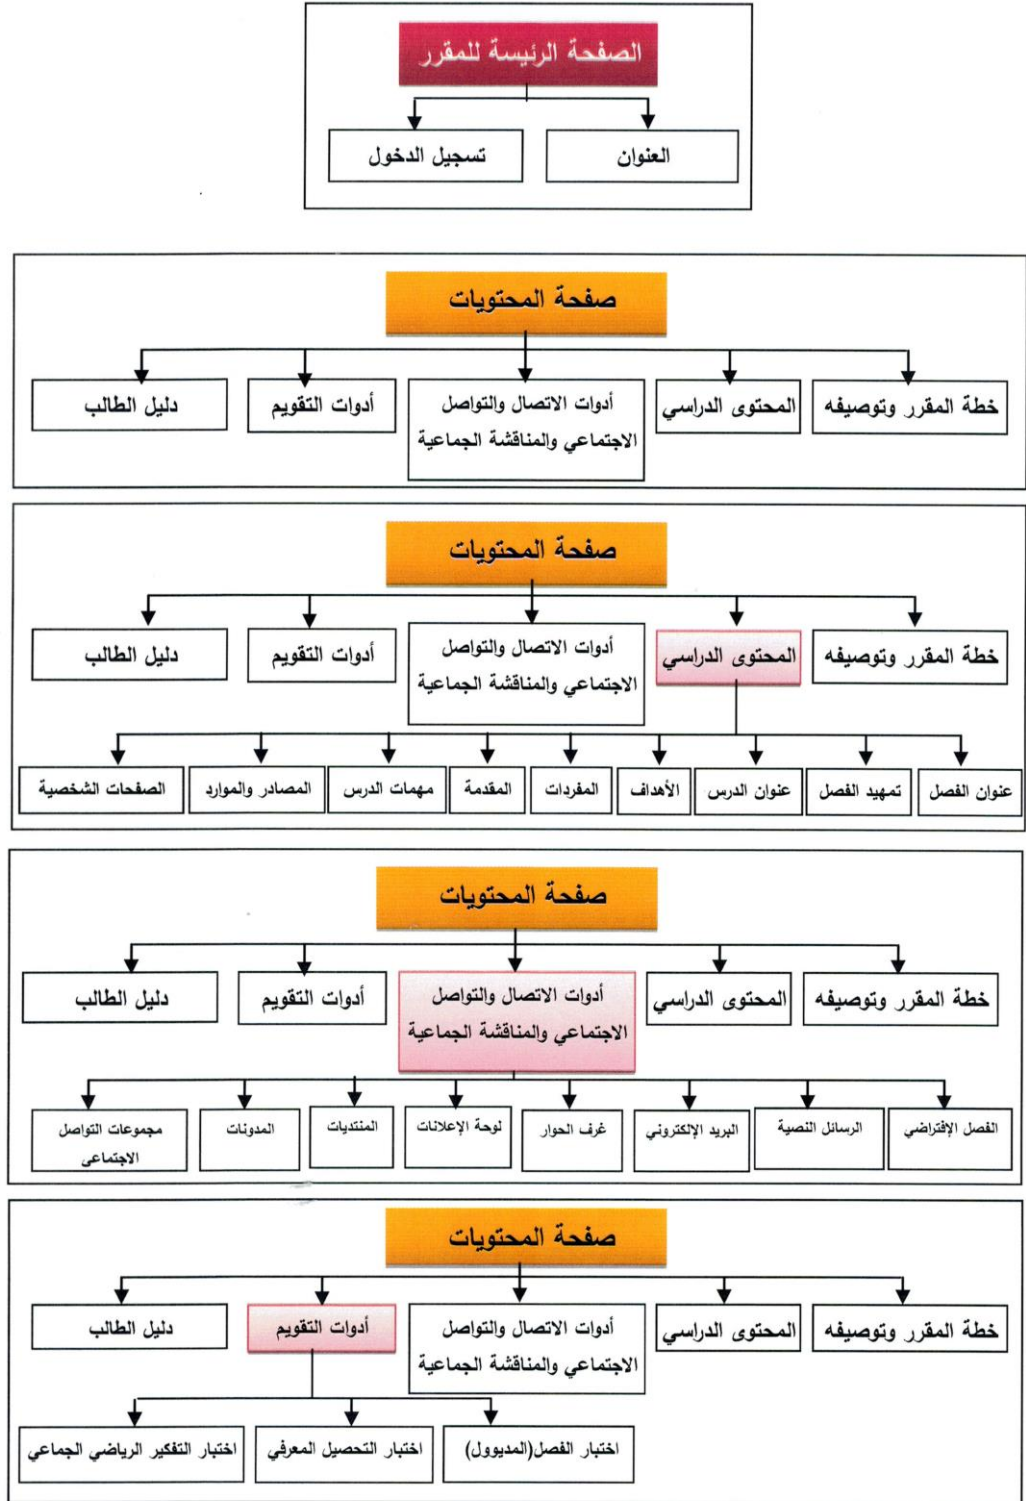 الصفحة الرئيسة للمقرر
العنوان
تسجيل الدخول
صفحة المحتويات
خطة المقرر وتوصيفه
المحتوى الدراسي
أدوات الاتصال والتواصل
الاجتماعي والمناقشة الجماعية
أدوات التقويم
دليل الطالب
صفحة المحتويات
خطة المقرر وتوصيفه
المحتوى الدراسي
أدوات الاتصال والتواصل
الاجتماعي والمناقشة الجماعية
أدوات التقويم
دليل الطالب
عنوان الفصل
تمهيد الفصل
عنوان الدرس
الأهداف
المفردات
المقدمة
مهمات الدرس
المصادر والموارد
الصفحات الشخصية
صفحة المحتويات
خطة المقرر وتوصيفه
المحتوى الدراسي
أدوات الاتصال والتواصل
الاجتماعي والمناقشة الجماعية
أدوات التقويم
دليل الطالب
الفصل الإفتراضي
الرسائل النصية
البريد الإلكتروني
غرف الحوار
لوحة الإعلانات
المنتديات
المدونات
مجموعات التواصل
الاجتماعى
صفحة المحتويات
خطة المقرر وتوصيفه
المحتوى الدراسي
أدوات الاتصال والتواصل
الاجتماعي والمناقشة الجماعية
أدوات التقويم
دليل الطالب
اختبار الفصل(المديوول)
اختبار التحصيل المعرفي
اختبار التفكير الرياضي الجماعي